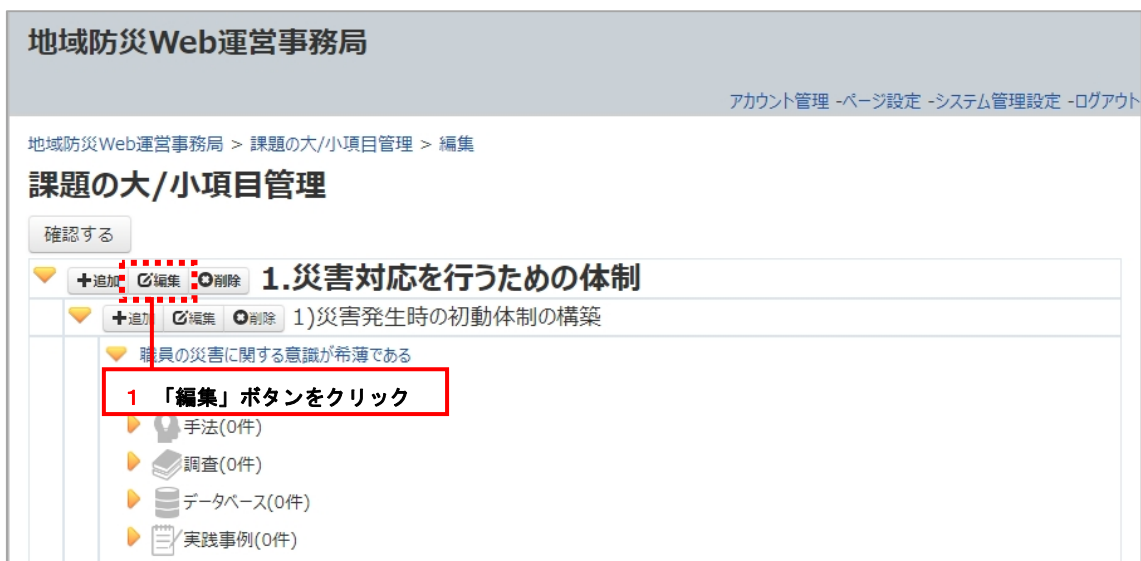 地域防災Web運営事務局
アカウント管理 -ページ設定 -システム管理設定 -ログアウト
地域防災Web運営事務局 > 課題の大/小項目管理 > 編集
課題の大/小項目管理
確認する
追加 編集 削除 1.災害対応を行うための体制
追加 編集 削除 1)災害発生時の初動体制の構築
職員の災害に関する意識が希薄である
1 「編集」ボタンをクリック
手法(0件)
調査(0件)
データベース(0件)
実践事例(0件)